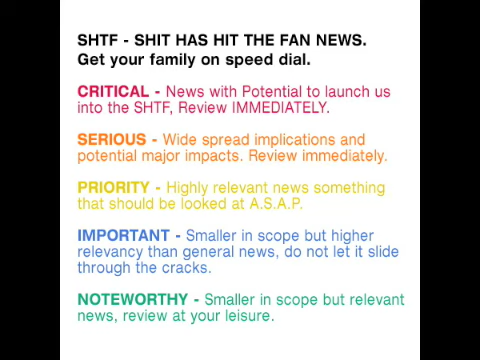 SHTF - SHIT HAS HIT THE FAN NEWS.
Get your family on speed dial.
CRITICAL - News with Potential to launch us
into the SHTF, Review IMMEDIATELY.
SERIOUS - Wide spread implications and
potential major impacts. Review immediately.
PRIORITY - Highly relevant news something
that should be looked at A.S.A.P.
IMPORTANT - Smaller in scope but higher
relevancy than general news, do not let it slide
through the cracks.
NOTEWORTHY - Smaller in scope but relevant
news, review at your leisure.